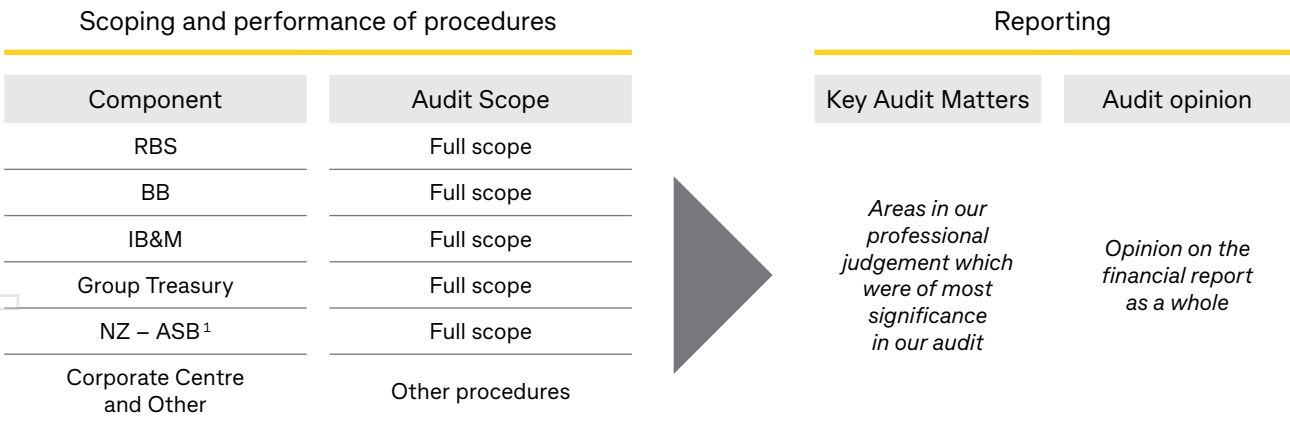 Scoping and performance of procedures
Reporting
Component
Audit Scope
Key Audit Matters
Audit opinion
RBS
Full scope
BB
Full scope
IB&M
Full scope
Group Treasury
Full scope
NZ – ASB¹
Full scope
Corporate Centre
and Other
Other procedures
Areas in our
professional
judgement which
were of most
significance
in our audit
Opinion on the
financial report
as a whole